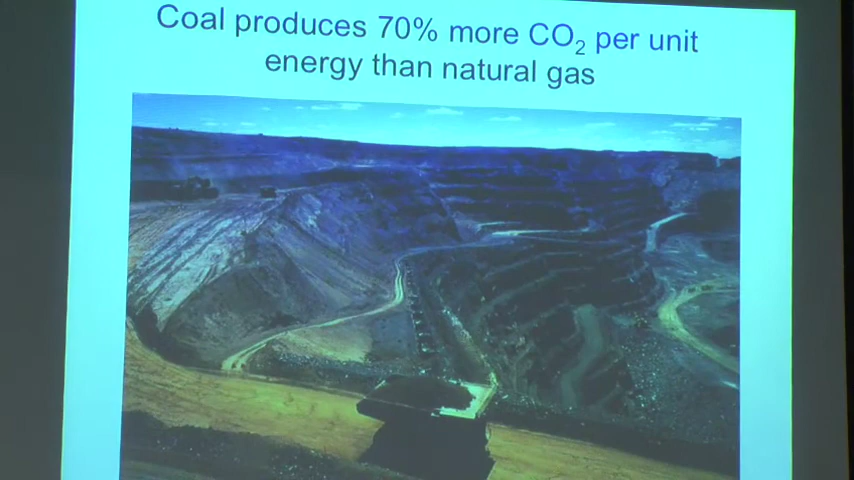 Coal produces 70% more CO₂ per unit
energy than natural gas